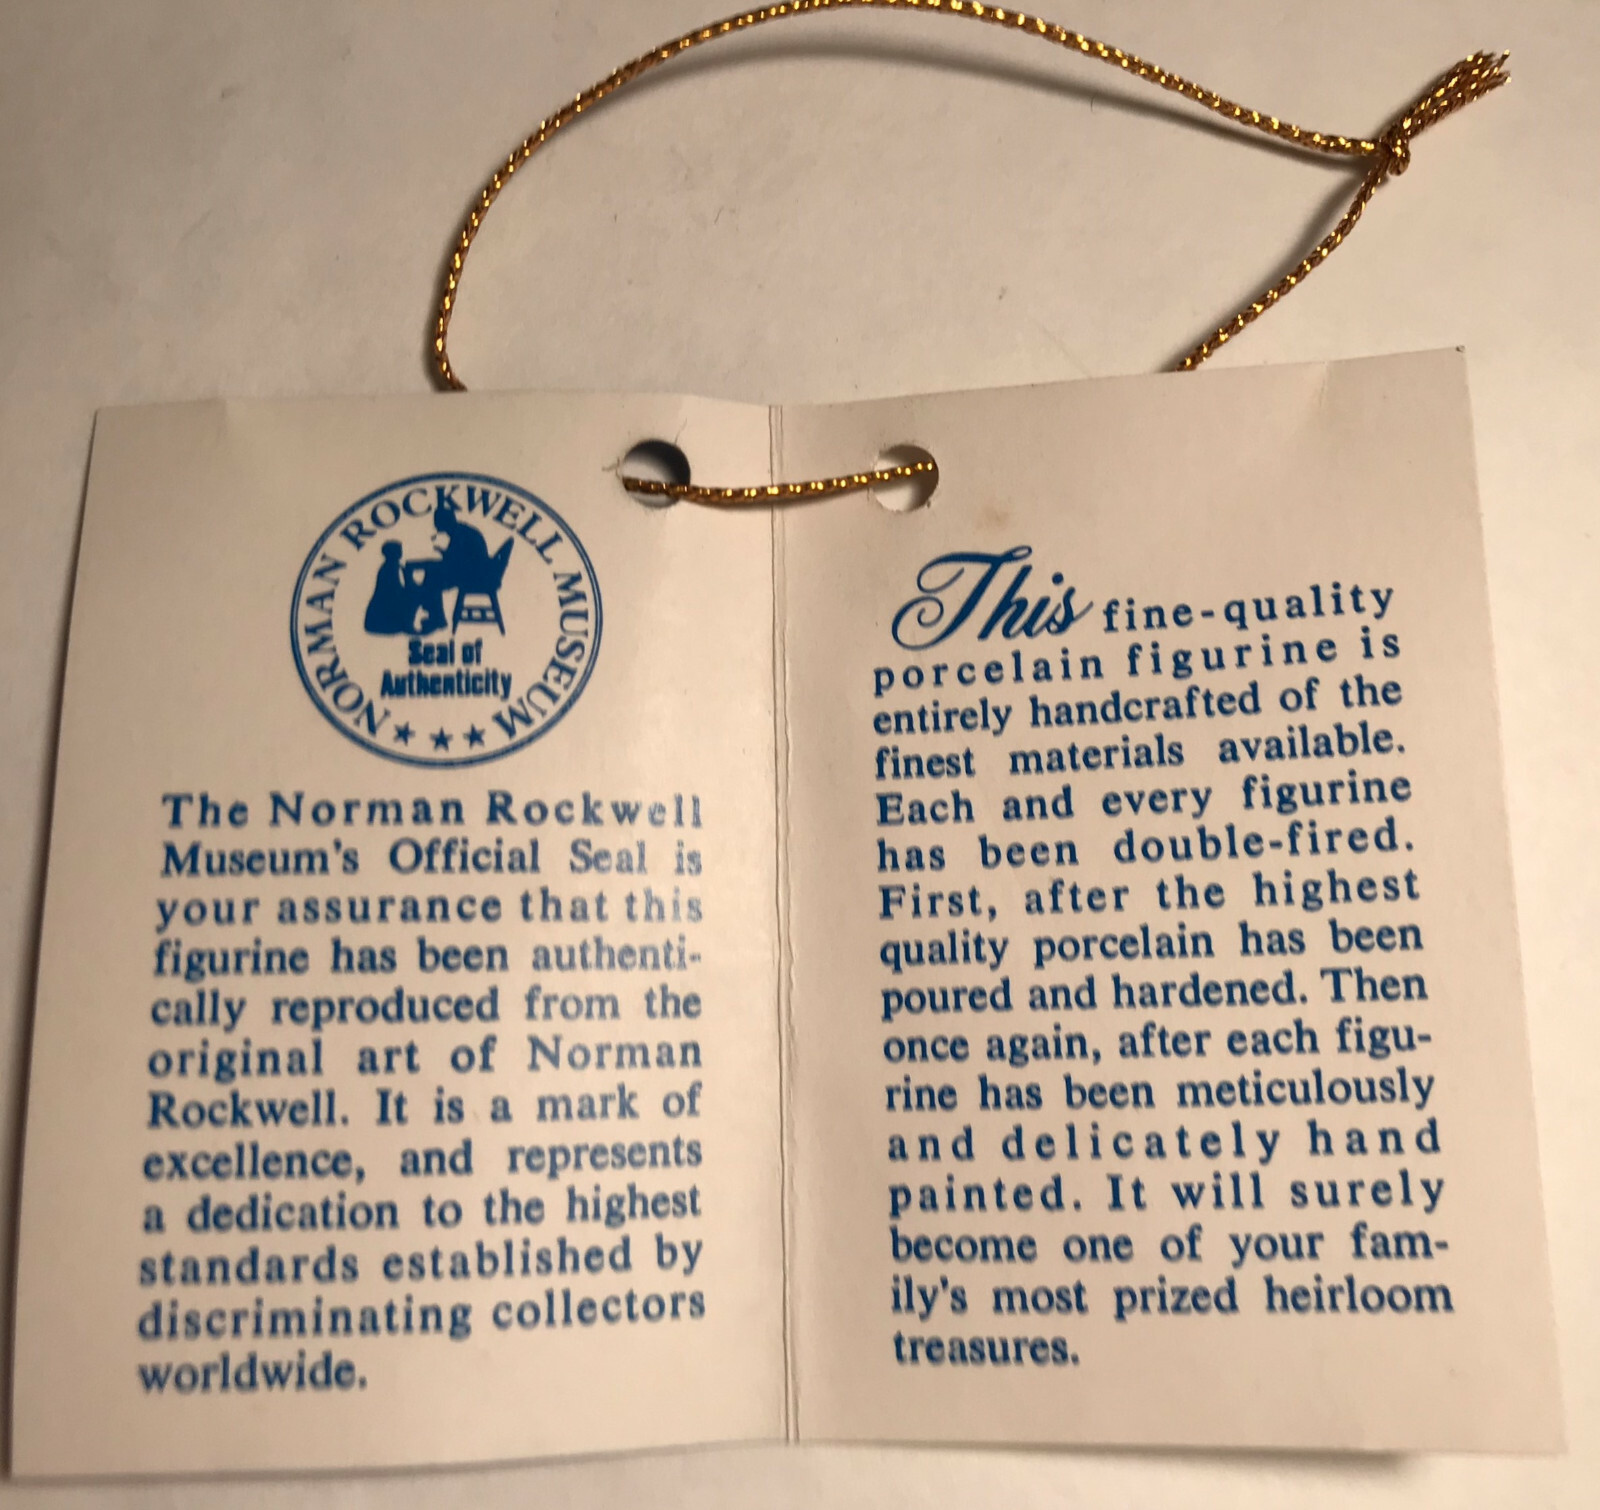 NORMAN ROCKWELL MUSEUM
Seal of
Authenticity
The Norman Rockwell
Museum's Official Seal is
your assurance that this
figurine has been authenti-
cally reproduced from the
original art of Norman
Rockwell. It is a mark of
excellence, and represents
a dedication to the highest
standards established by
discriminating collectors
worldwide.
This fine-quality
porcelain figurine is
entirely handcrafted of the
finest materials available.
Each and every figurine
has been double-fired.
First, after the highest
quality porcelain has been
poured and hardened. Then
once again, after each figu-
rine has been meticulously
and delicately hand
painted. It will surely
become one of your fam-
ily's most prized heirloom
treasures.